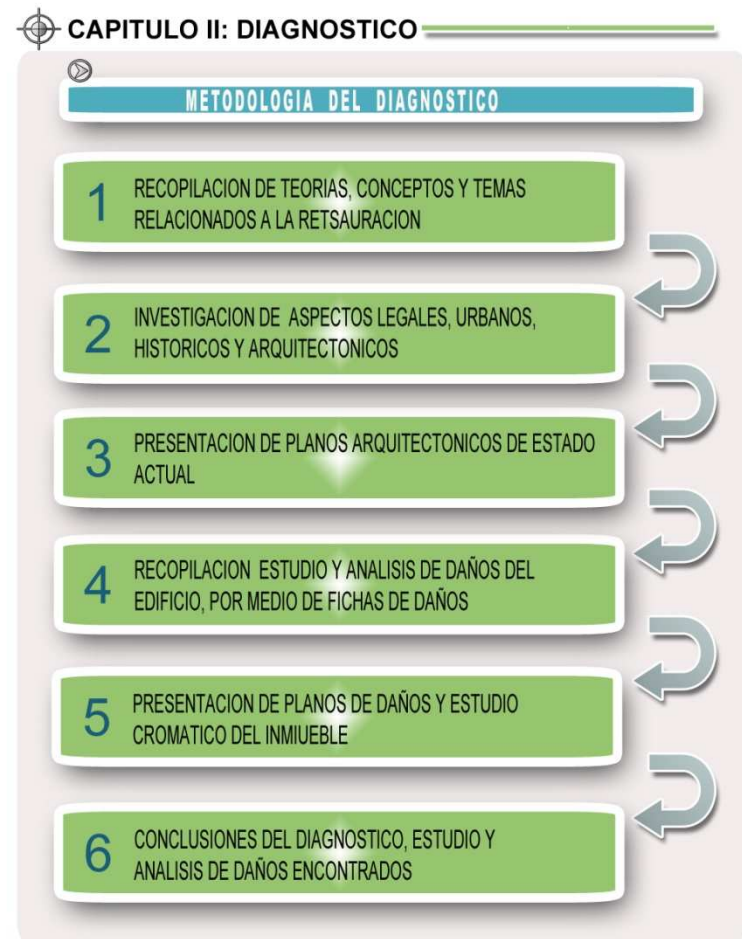 CAPITULO II: DIAGNOSTICO
METODOLOGIA DEL DIAGNOSTICO
1
RECOPILACION DE TEORIAS, CONCEPTOS Y TEMAS
RELACIONADOS A LA RETSAURACION
2
INVESTIGACION DE ASPECTOS LEGALES, URBANOS,
HISTORICOS Y ARQUITECTONICOS
3
PRESENTACION DE PLANOS ARQUITECTONICOS DE ESTADO
ACTUAL
4
RECOPILACION ESTUDIO Y ANALISIS DE DAÑOS DEL
EDIFICIO, POR MEDIO DE FICHAS DE DAÑOS
5
PRESENTACION DE PLANOS DE DAÑOS Y ESTUDIO
CROMATICO DEL INMIUEBLE
6
CONCLUSIONES DEL DIAGNOSTICO, ESTUDIO Y
ANALISIS DE DAÑOS ENCONTRADOS